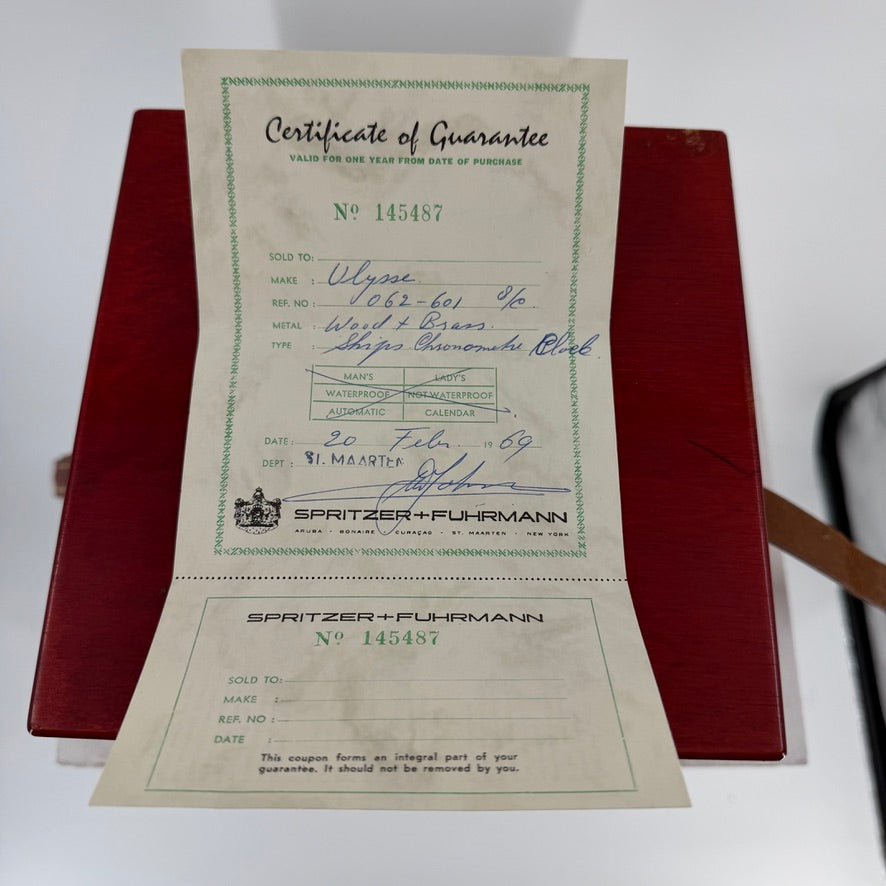 Certificate of Guarantee
VALID FOR ONE YEAR FROM DATE OF PURCHASE
Nº 145487
SOLD TO:
MAKE : Ulysse
REF. NO : 062-601
METAL : Wood + Brass.
TYPE : Ships Chronometre Clock.
MAN'S LADY'S
WATERPROOF NOT WATERPROOF
AUTOMATIC CALENDAR
DATE : 20 Febr. 1969
DEPT : ST. MAARTEN
SPRITZER+FUHRMANN
ARUBA - BONAIRE - CURAÇAO - ST. MAARTEN - NEW YORK
SPRITZER+FUHRMANN
Nº 145487
SOLD TO:
MAKE :
REF. NO :
DATE :
This coupon forms an integral part of your
guarantee. It should not be removed by you.